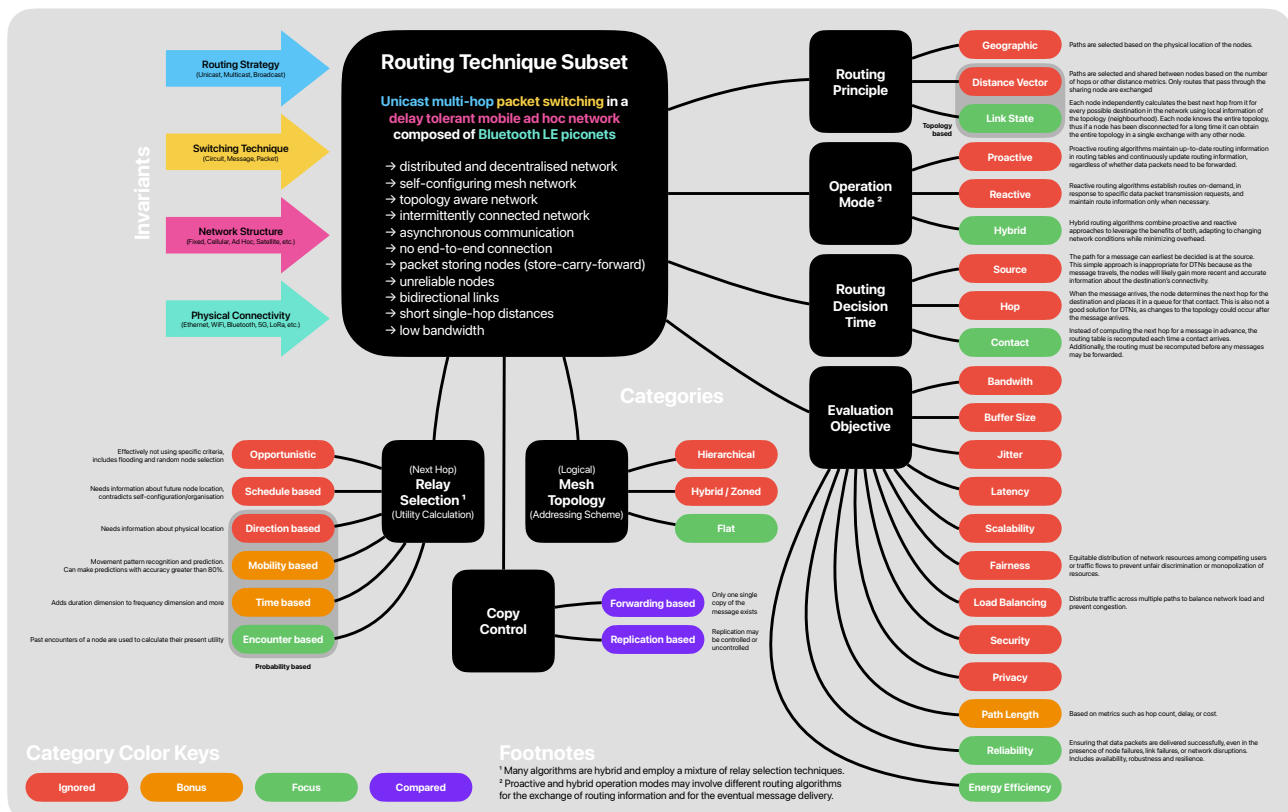 Invariants
Routing Strategy
(Unicast, Multicast, Broadcast)
Switching Technique
(Circuit, Message, Packet)
Network Structure
(Fixed, Cellular, Ad Hoc, Satellite, etc.)
Physical Connectivity
(Ethernet, WiFi, Bluetooth, 5G, LoRa, etc.)
Routing Technique Subset
Unicast multi-hop packet switching in a
delay tolerant mobile ad hoc network
composed of Bluetooth LE piconets
→ distributed and decentralised network
→ self-configuring mesh network
→ topology aware network
→ intermittently connected network
→ asynchronous communication
→ no end-to-end connection
→ packet storing nodes (store-carry-forward)
→ unreliable nodes
→ bidirectional links
→ short single-hop distances
→ low bandwidth
Categories
Routing
Principle
Geographic
Paths are selected based on the physical location of the nodes.
Distance Vector
Paths are selected and shared between nodes based on the number
of hops or other distance metrics. Only routes that pass through the
sharing node are exchanged
Link State
Each node independently calculates the best next hop from it for
every possible destination in the network using local information of
the topology (neighbourhood). Each node knows the entire topology,
thus if a node has been disconnected for a long time it can obtain
the entire topology in a single exchange with any other node.
Topology
based
Operation
Mode ²
Proactive
Proactive routing algorithms maintain up-to-date routing information
in routing tables and continuously update routing information,
regardless of whether data packets need to be forwarded.
Reactive
Reactive routing algorithms establish routes on-demand, in
response to specific data packet transmission requests, and
maintain route information only when necessary.
Hybrid
Hybrid routing algorithms combine proactive and reactive
approaches to leverage the benefits of both, adapting to changing
network conditions while minimizing overhead.
Routing
Decision
Time
Source
The path for a message can earliest be decided is at the source.
This simple approach is inappropriate for DTNs because as the
message travels, the nodes will likely gain more recent and accurate
information about the destination's connectivity.
Hop
When the message arrives, the node determines the next hop for the
destination and places it in a queue for that contact. This is also not a
good solution for DTNs, as changes to the topology could occur after
the message arrives.
Contact
Instead of computing the next hop for a message in advance, the
routing table is recomputed each time a contact arrives.
Additionally, the routing must be recomputed before any messages
may be forwarded.
Evaluation
Objective
Bandwith
Buffer Size
Jitter
Latency
Scalability
Fairness
Equitable distribution of network resources among competing users
or traffic flows to prevent unfair discrimination or monopolization of
resources.
Load Balancing
Distribute traffic across multiple paths to balance network load and
prevent congestion.
Security
Privacy
Path Length
Based on metrics such as hop count, delay, or cost.
Reliability
Ensuring that data packets are delivered successfully, even in the
presence of node failures, link failures, or network disruptions.
Includes availability, robustness and resilience.
Energy Efficiency
(Next Hop)
Relay
Selection ¹
(Utility Calculation)
Effectively not using specific criteria,
includes flooding and random node selection
Opportunistic
Needs information about future node location,
contradicts self-configuration/organisation
Schedule based
Needs information about physical location
Direction based
Movement pattern recognition and prediction.
Can make predictions with accuracy greater than 80%.
Mobility based
Adds duration dimension to frequency dimension and more
Time based
Past encounters of a node are used to calculate their present utility
Encounter based
Probability based
(Logical)
Mesh
Topology
(Addressing Scheme)
Hierarchical
Hybrid / Zoned
Flat
Copy
Control
Forwarding based
Only one single
copy of the
message exists
Replication based
Replication may
be controlled or
uncontrolled
Category Color Keys
Ignored
Bonus
Focus
Compared
Footnotes
¹ Many algorithms are hybrid and employ a mixture of relay selection techniques.
² Proactive and hybrid operation modes may involve different routing algorithms
for the exchange of routing information and for the eventual message delivery.